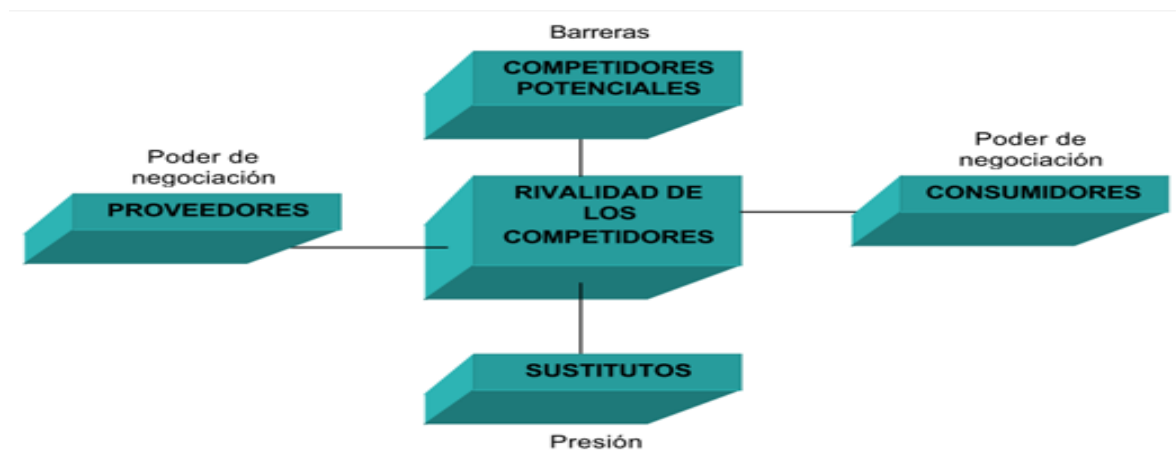 Barreras
COMPETIDORES
POTENCIALES
Poder de
negociación
PROVEEDORES
RIVALIDAD DE
LOS
COMPETIDORES
Poder de
negociación
CONSUMIDORES
SUSTITUTOS
Presión